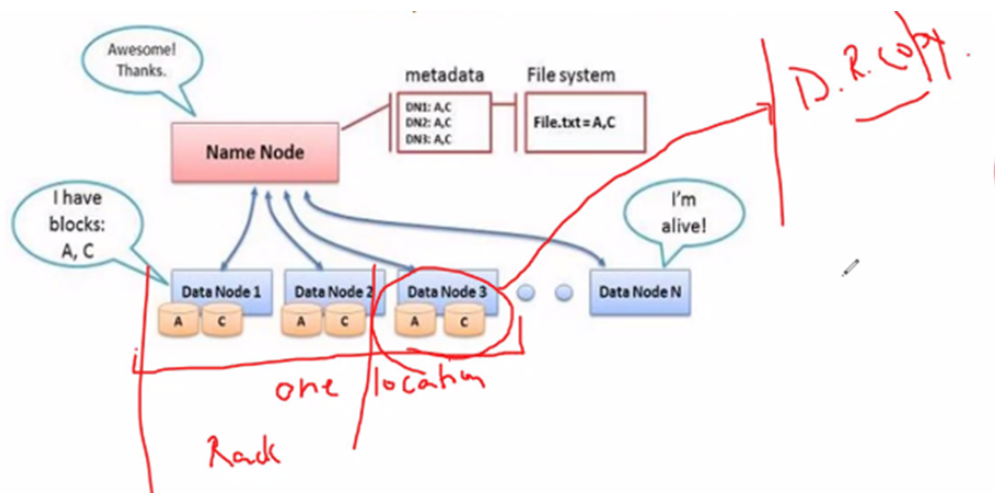 Awesome!
Thanks.
metadata
File system
Name Node
DN1: A,C
DN2: A,C
DN3: A,C
File.txt = A,C
D.R. Copy.
I have
blocks:
A, C
I'm
alive!
Data Node 1
Data Node 2
Data Node 3
Data Node N
A
C
A
C
A
C
one location
Rack